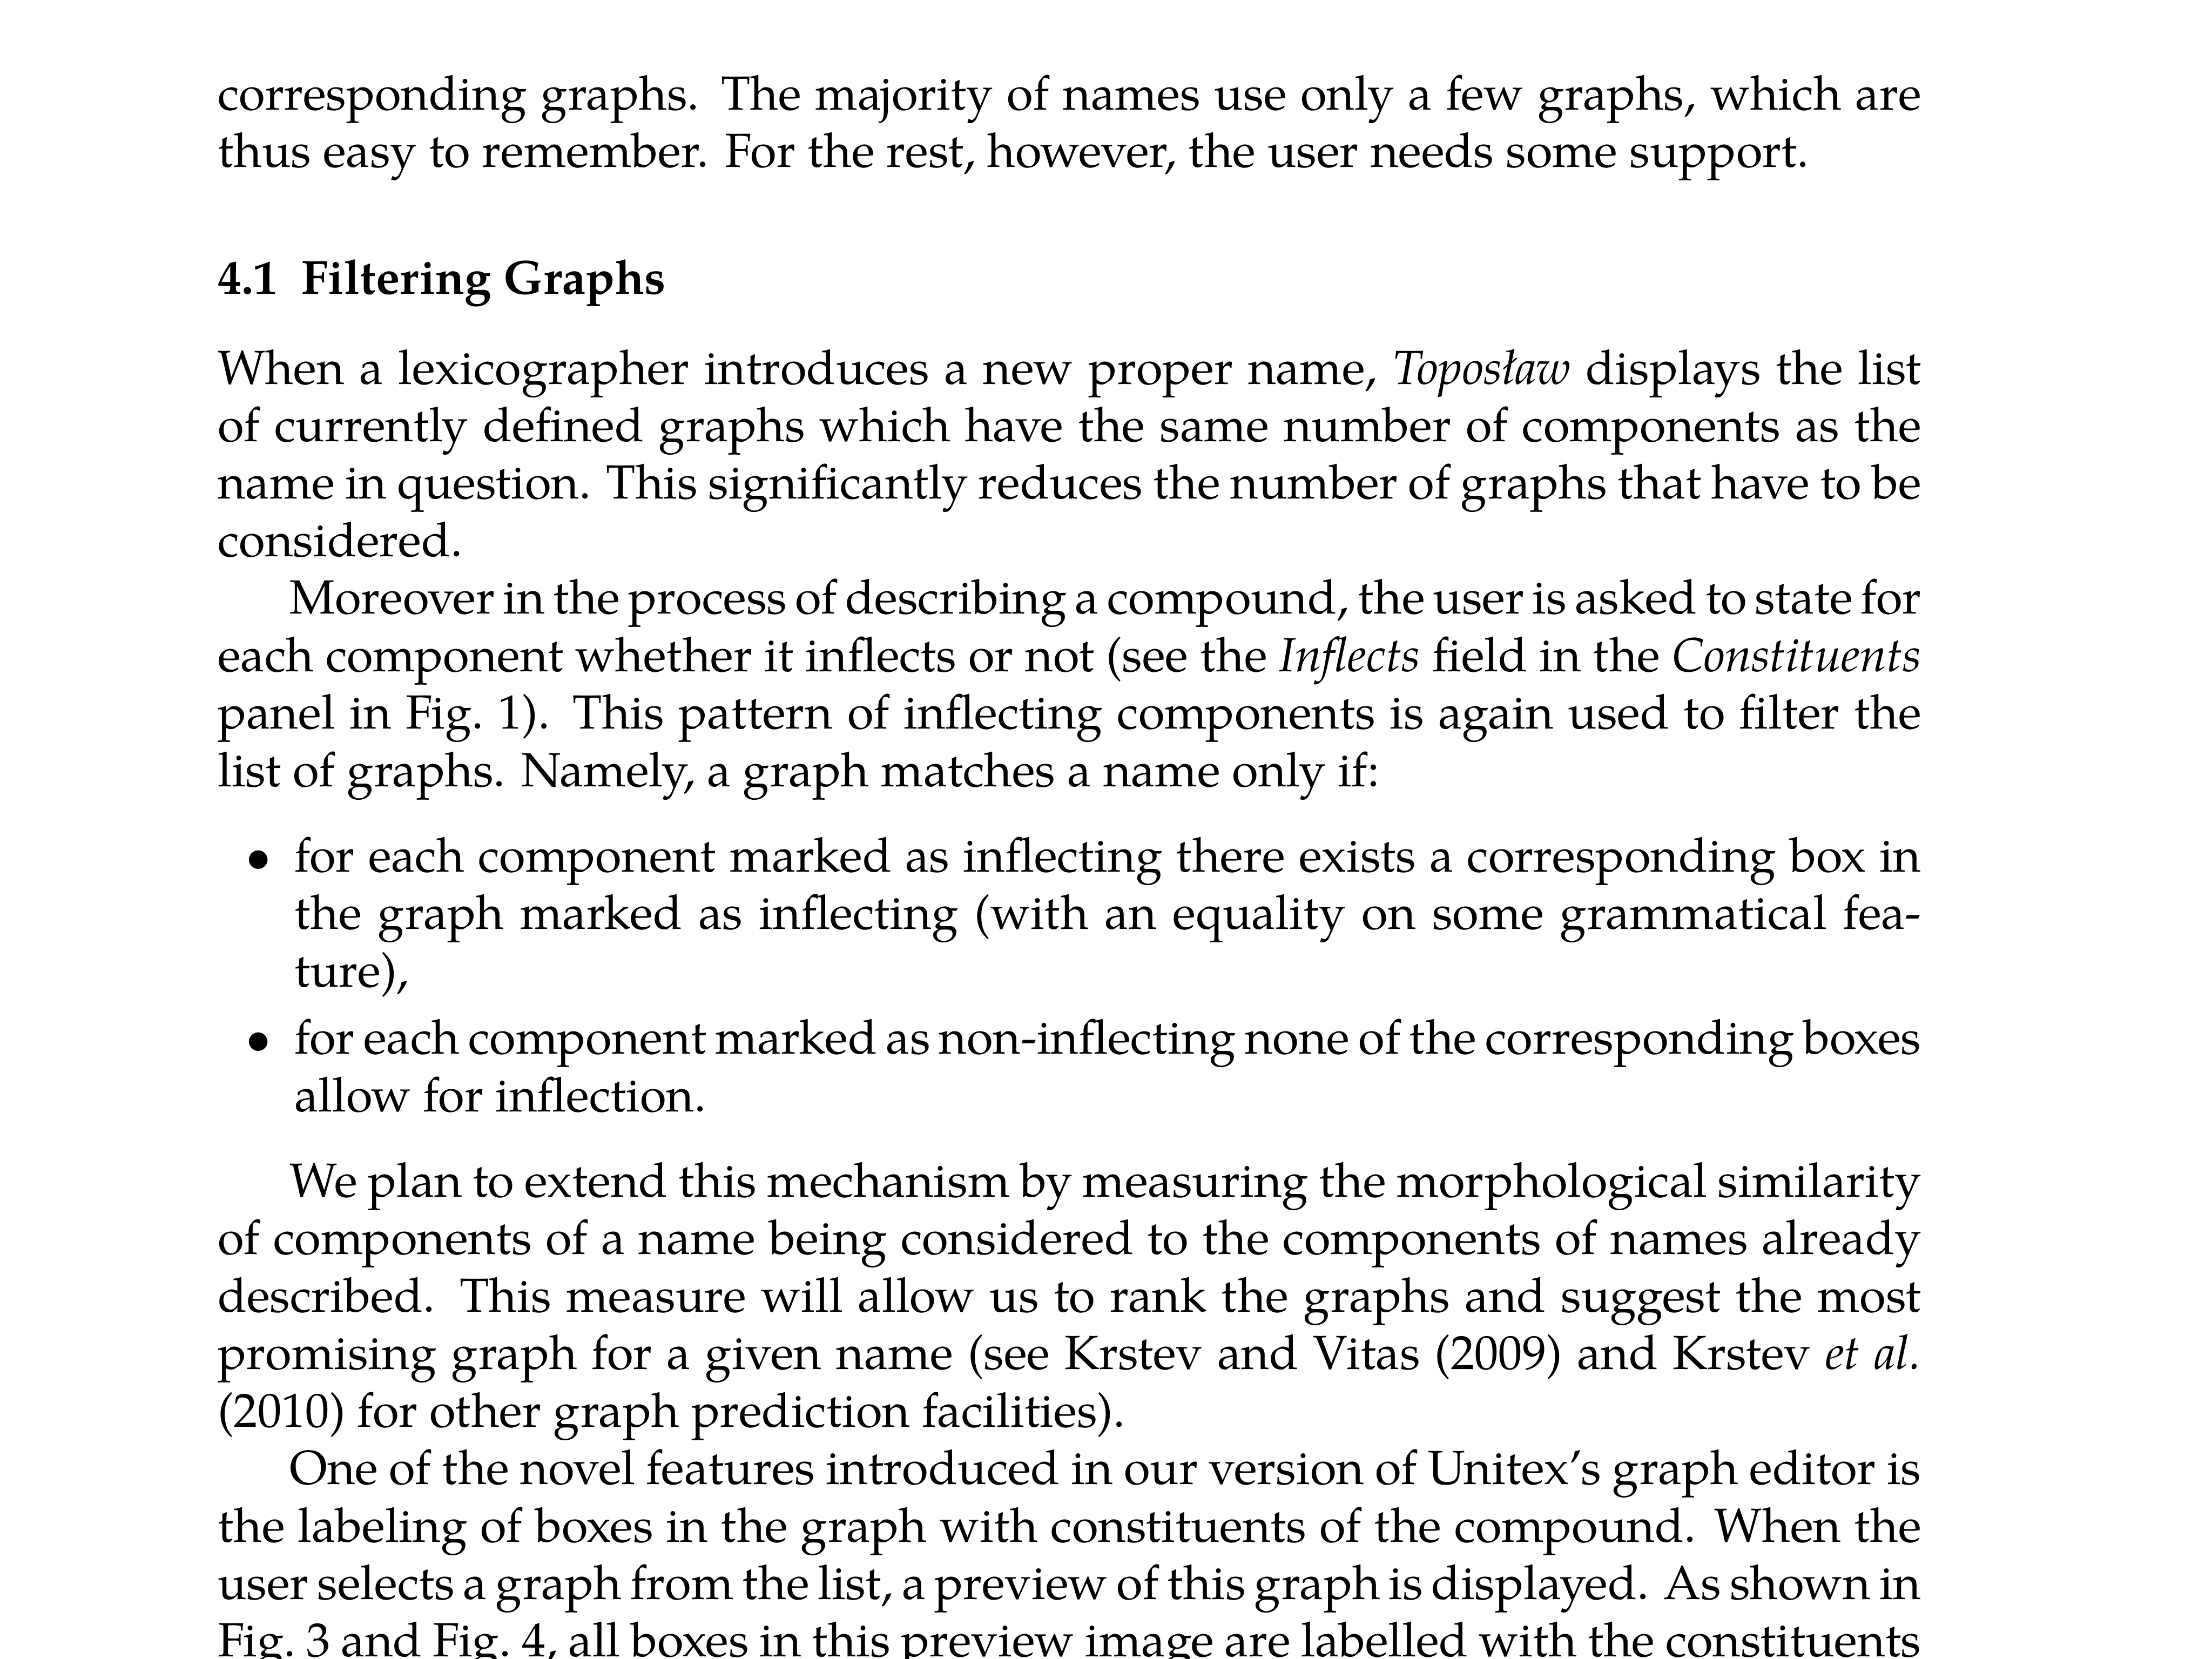 corresponding graphs. The majority of names use only a few graphs, which are
thus easy to remember. For the rest, however, the user needs some support.
4.1 Filtering Graphs
When a lexicographer introduces a new proper name, Toposław displays the list
of currently defined graphs which have the same number of components as the
name in question. This significantly reduces the number of graphs that have to be
considered.
Moreover in the process of describing a compound, the user is asked to state for
each component whether it inflects or not (see the Inflects field in the Constituents
panel in Fig. 1). This pattern of inflecting components is again used to filter the
list of graphs. Namely, a graph matches a name only if:
• for each component marked as inflecting there exists a corresponding box in
the graph marked as inflecting (with an equality on some grammatical fea-
ture),
• for each component marked as non-inflecting none of the corresponding boxes
allow for inflection.
We plan to extend this mechanism by measuring the morphological similarity
of components of a name being considered to the components of names already
described. This measure will allow us to rank the graphs and suggest the most
promising graph for a given name (see Krstev and Vitas (2009) and Krstev et al.
(2010) for other graph prediction facilities).
One of the novel features introduced in our version of Unitex’s graph editor is
the labeling of boxes in the graph with constituents of the compound. When the
user selects a graph from the list, a preview of this graph is displayed. As shown in
Fig. 3 and Fig. 4, all boxes in this preview image are labelled with the constituents